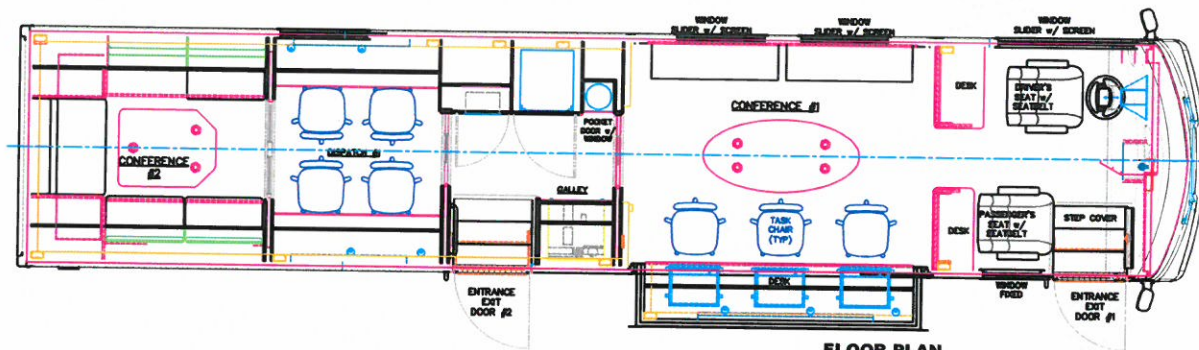 WINDOW
SLIDER w/ SCREEN
WINDOW
SLIDER w/ SCREEN
WINDOW
SLIDER w/ SCREEN
DESK
DRIVER'S
SEAT w/
SEATBELT
CONFERENCE #1
POCKET
DOOR w/
WINDOW
CONFERENCE
#2
DISPATCH #1
GALLEY
TASK
CHAIR
(TYP)
DESK
PASSENGER'S
SEAT w/
SEATBELT
STEP COVER
DESK
ENTRANCE
EXIT
DOOR #2
WINDOW
FIXED
ENTRANCE
EXIT
DOOR #1
FLOOR PLAN